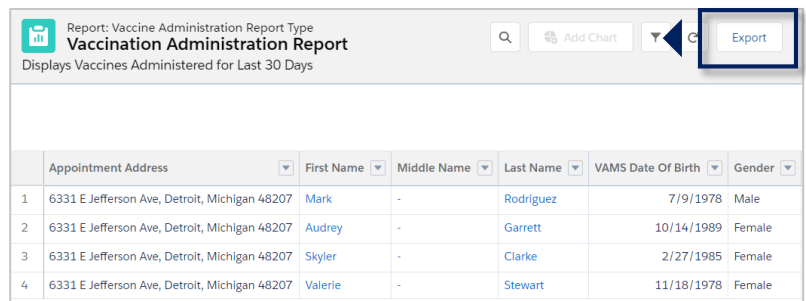 Report: Vaccine Administration Report Type
Vaccination Administration Report
Displays Vaccines Administered for Last 30 Days
Add Chart
Export
Appointment Address First Name Middle Name Last Name VAMS Date Of Birth Gender
1 6331 E Jefferson Ave, Detroit, Michigan 48207 Mark - Rodriguez 7/9/1978 Male
2 6331 E Jefferson Ave, Detroit, Michigan 48207 Audrey - Garrett 10/14/1989 Female
3 6331 E Jefferson Ave, Detroit, Michigan 48207 Skyler - Clarke 2/27/1985 Female
4 6331 E Jefferson Ave, Detroit, Michigan 48207 Valerie - Stewart 11/18/1978 Female